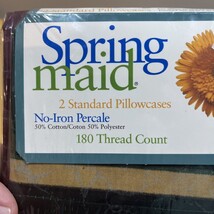 Spring
maid®
2 Standard Pillowcases
No-Iron Percale
50% Cotton/Coton 50% Polyester
180 Thread Count